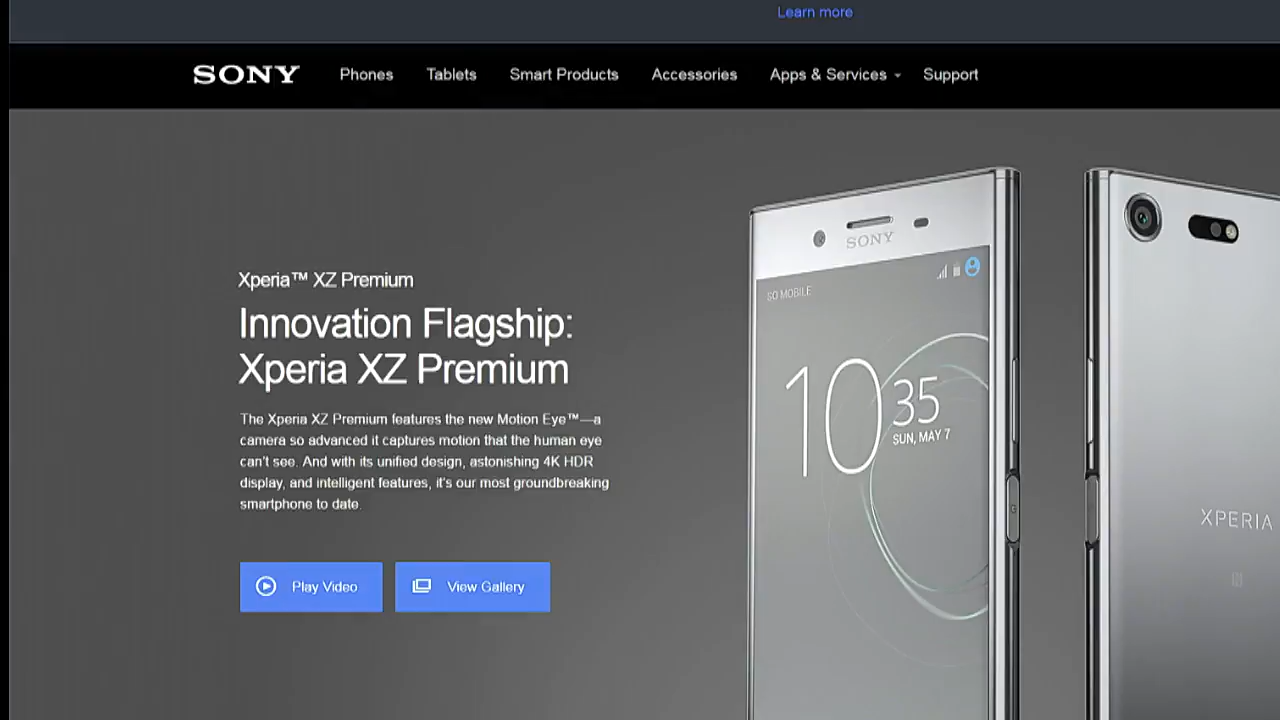 Learn more
SONY Phones Tablets Smart Products Accessories Apps & Services Support
Xperia™ XZ Premium
Innovation Flagship:
Xperia XZ Premium
The Xperia XZ Premium features the new Motion Eye™—a
camera so advanced it captures motion that the human eye
can't see. And with its unified design, astonishing 4K HDR
display, and intelligent features, it's our most groundbreaking
smartphone to date.
Play Video View Gallery
SONY
SO MOBILE
10 35
SUN, MAY 7
XPERIA